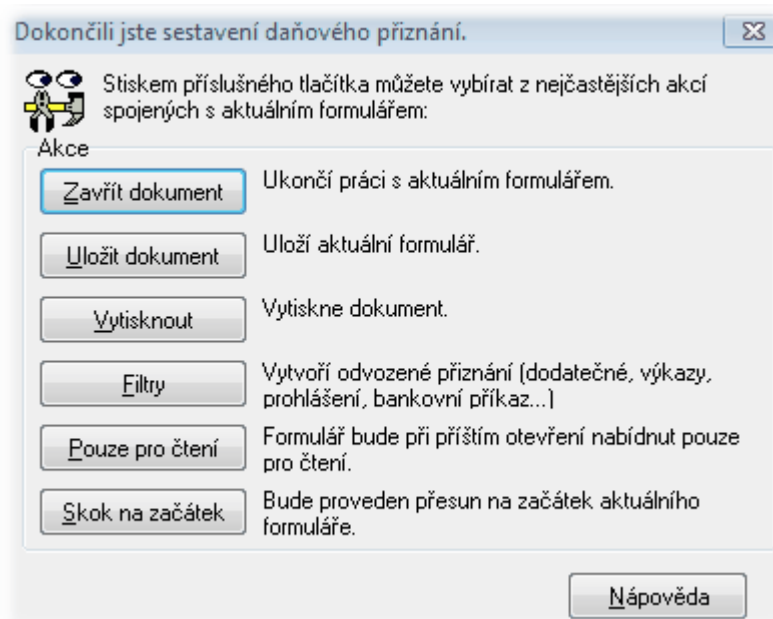 Dokončili jste sestavení daňového přiznání.
Stiskem příslušného tlačítka můžete vybírat z nejčastějších akcí
spojených s aktuálním formulářem:
Akce
Zavřít dokument
Ukončí práci s aktuálním formulářem.
Uložit dokument
Uloží aktuální formulář.
Vytisknout
Vytiskne dokument.
Filtry
Vytvoří odvozené přiznání (dodatečné, výkazy,
prohlášení, bankovní příkaz...)
Pouze pro čtení
Formulář bude při příštím otevření nabídnut pouze
pro čtení.
Skok na začátek
Bude proveden přesun na začátek aktuálního
formuláře.
Nápověda